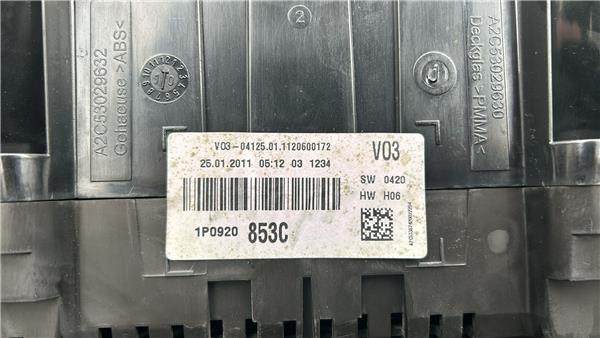 A2C53029632
Gehaeuse >ABS<
2
A2C53029630
Deckglas >PMMA<
V03-04125.01.1120600172
25.01.2011 05:12 03 1234
V03
SW 0420
HW H06
1P0920 853C